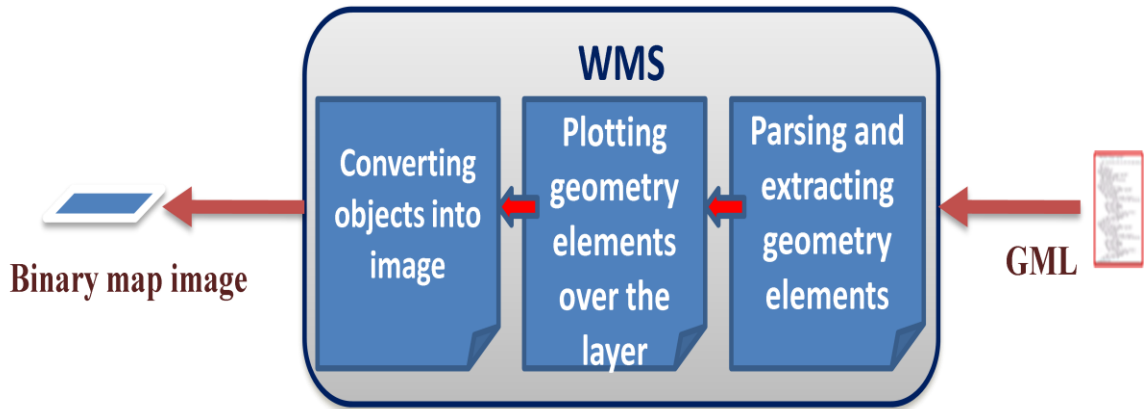 WMS
Converting
objects into
image
Plotting
geometry
elements
over the
layer
Parsing and
extracting
geometry
elements
Binary map image
GML